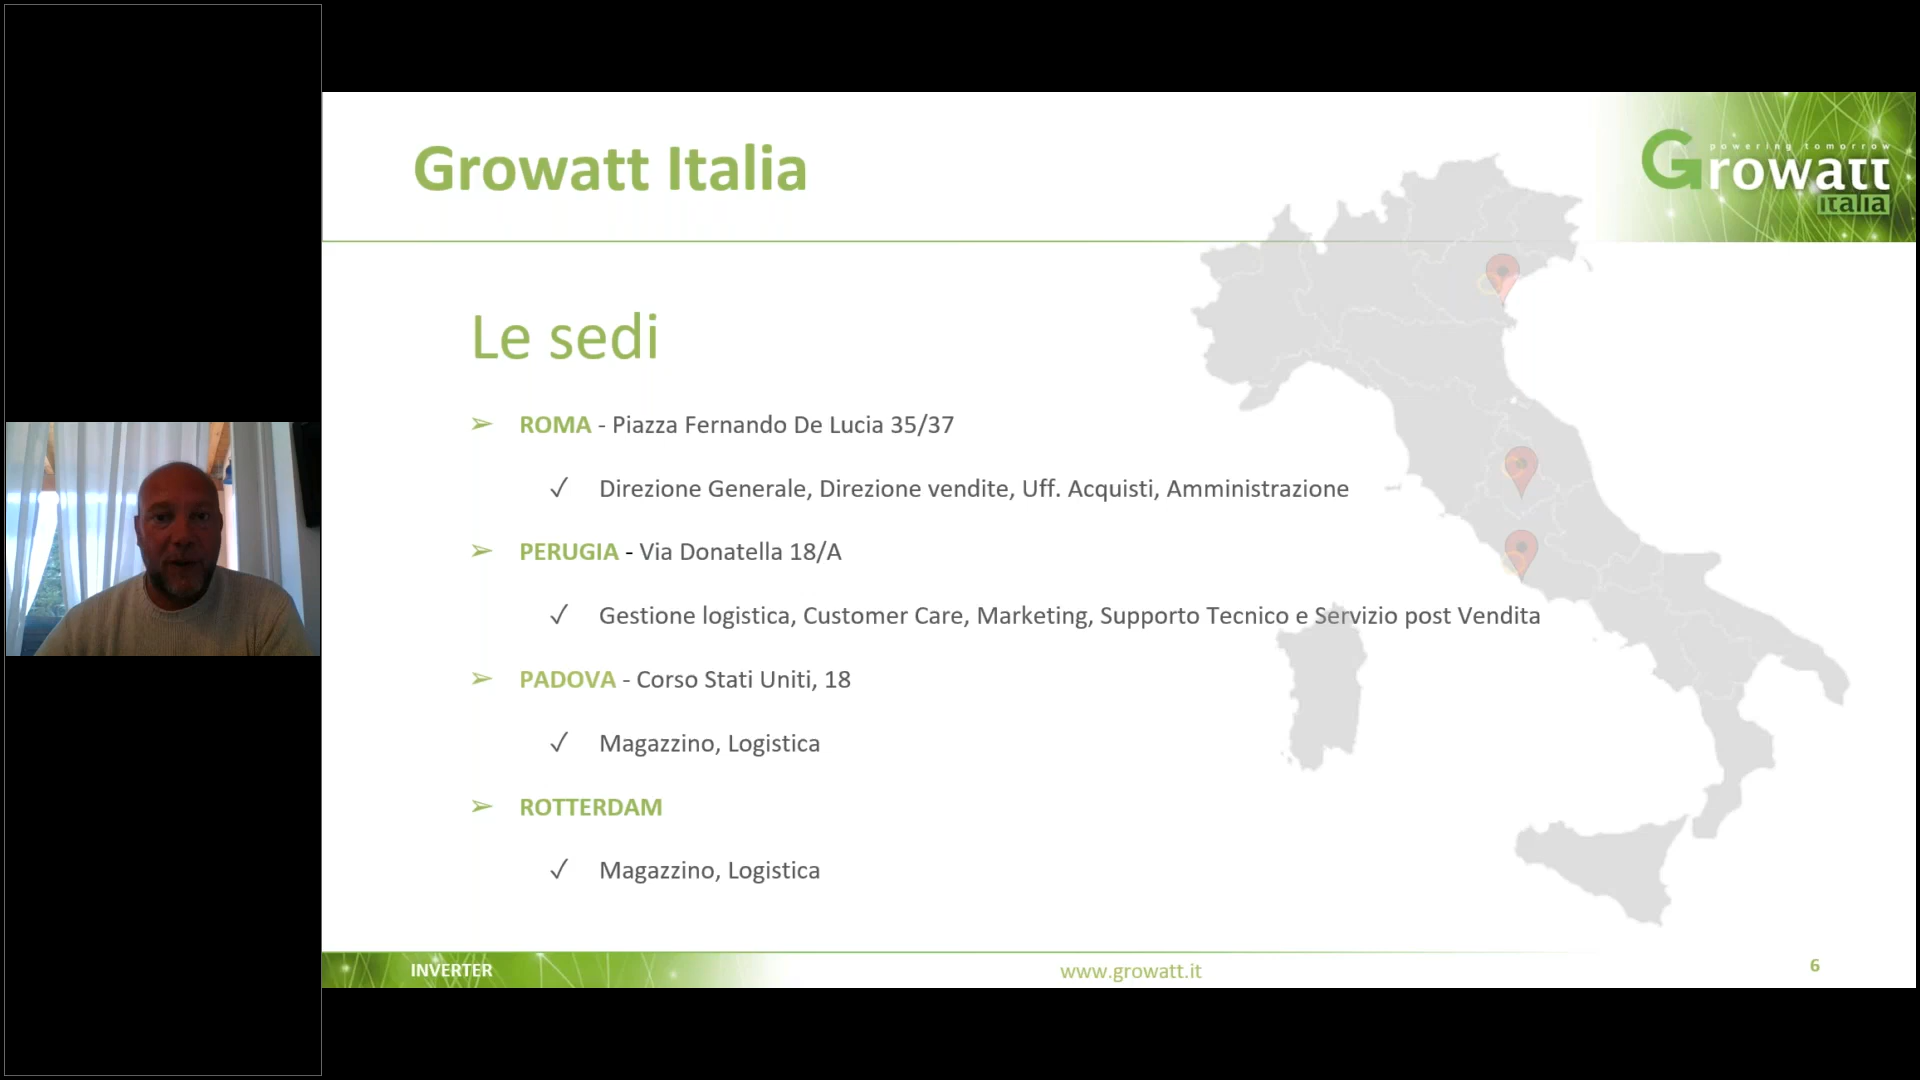 Growatt Italia
powering tomorrow
Growatt
italia
Le sedi
➢ ROMA - Piazza Fernando De Lucia 35/37
✓ Direzione Generale, Direzione vendite, Uff. Acquisti, Amministrazione
➢ PERUGIA - Via Donatella 18/A
✓ Gestione logistica, Customer Care, Marketing, Supporto Tecnico e Servizio post Vendita
➢ PADOVA - Corso Stati Uniti, 18
✓ Magazzino, Logistica
➢ ROTTERDAM
✓ Magazzino, Logistica
INVERTER
www.growatt.it
6